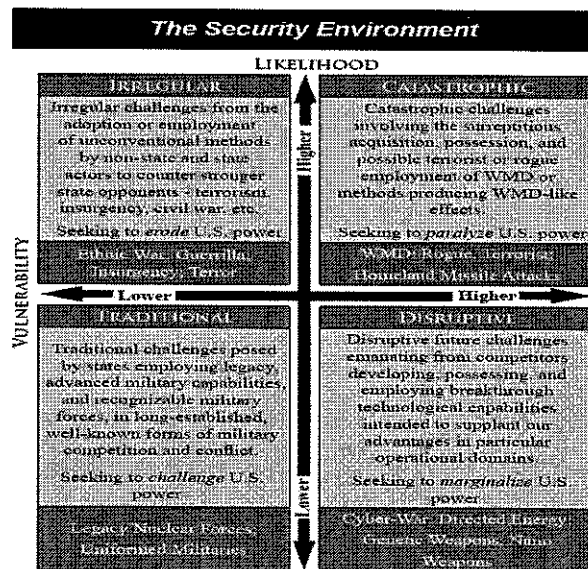 The Security Environment
LIKELIHOOD
IRREGULAR
Irregular challenges from the
adoption or employment
of unconventional methods
by non-state and state
actors to counter stronger
state opponents - terrorism,
insurgency, civil war, etc.
Seeking to erode U.S. power
Ethnic War, Guerrilla,
Insurgency, Terror
CATASTROPHIC
Catastrophic challenges
involving the surreptitious
acquisition, possession, and
possible terrorist or rogue
employment of WMD or
methods producing WMD-like
effects.
Seeking to paralyze U.S. power
WMD: Rogue, Terrorist;
Homeland Missile Attacks
Higher
VULNERABILITY
Lower
Higher
TRADITIONAL
Traditional challenges posed
by states employing legacy,
advanced military capabilities,
and recognizable military
forces, in long-established,
well-known forms of military
competition and conflict.
Seeking to challenge U.S.
power
Legacy Nuclear Forces,
Uniformed Militaries
DISRUPTIVE
Disruptive future challenges
emanating from competitors
developing, possessing, and
employing breakthrough
technological capabilities
intended to supplant our
advantages in particular
operational domains.
Seeking to marginalize U.S
power
Cyber-War, Directed Energy
Genetic Weapons, Nano
Weapons
Lower